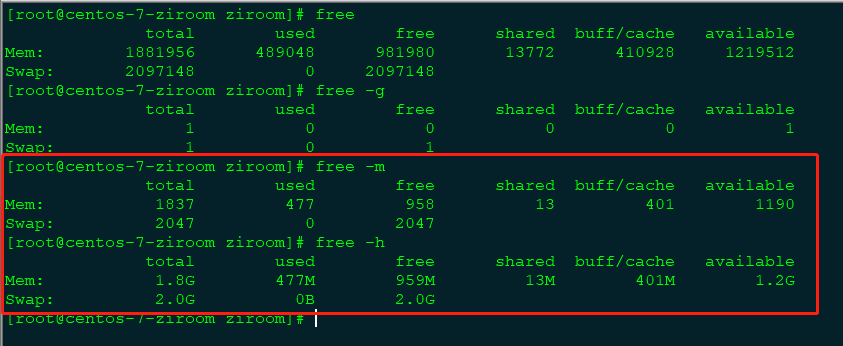 [root@centos-7-ziroom ziroom]# free
total used free shared buff/cache available
Mem: 1881956 489048 981980 13772 410928 1219512
Swap: 2097148 0 2097148
[root@centos-7-ziroom ziroom]# free -g
total used free shared buff/cache available
Mem: 1 0 0 0 0 1
Swap: 1 0 1
[root@centos-7-ziroom ziroom]# free -m
total used free shared buff/cache available
Mem: 1837 477 958 13 401 1190
Swap: 2047 0 2047
[root@centos-7-ziroom ziroom]# free -h
total used free shared buff/cache available
Mem: 1.8G 477M 959M 13M 401M 1.2G
Swap: 2.0G 0B 2.0G
[root@centos-7-ziroom ziroom]#